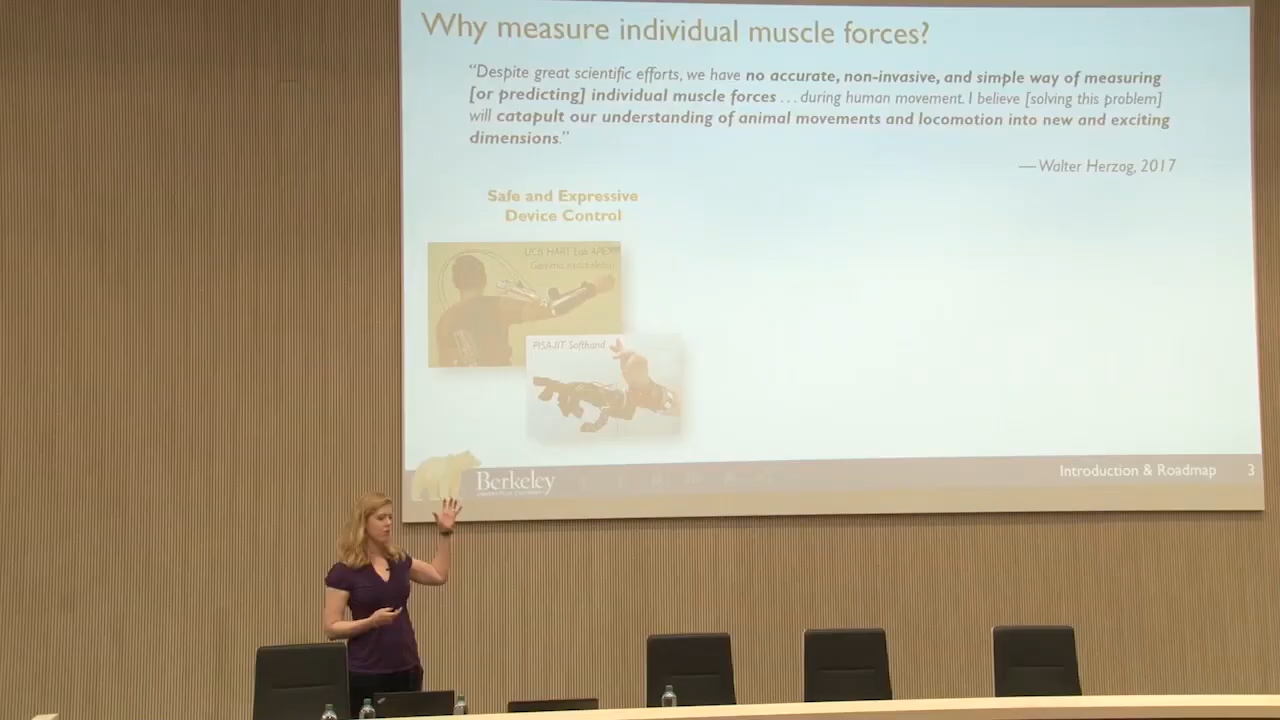 Why measure individual muscle forces?
“Despite great scientific efforts, we have no accurate, non-invasive, and simple way of measuring
[or predicting] individual muscle forces . . . during human movement. I believe [solving this problem]
will catapult our understanding of animal movements and locomotion into new and exciting
dimensions.”
— Walter Herzog, 2017
Safe and Expressive
Device Control
UCB HART Lab APEX
PISA/IIT Softhand
Berkeley
Introduction & Roadmap 3